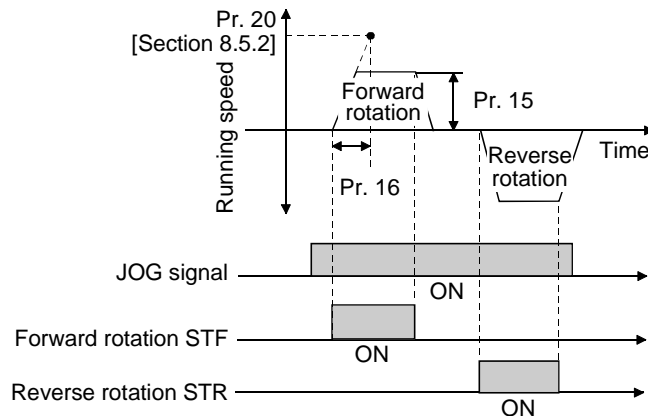 Pr. 20
[Section 8.5.2]
Running speed
Forward
rotation
Pr. 15
Pr. 16
Reverse
rotation
Time
JOG signal
ON
Forward rotation STF
ON
Reverse rotation STR
ON